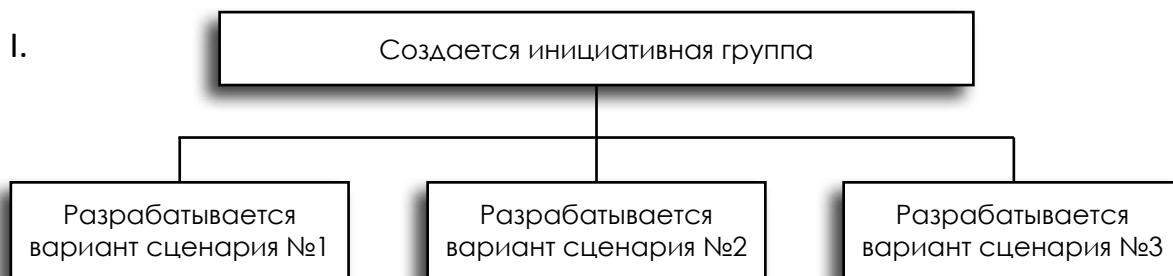 I.
Создается инициативная группа
Разрабатывается
вариант сценария №1
Разрабатывается
вариант сценария №2
Разрабатывается
вариант сценария №3